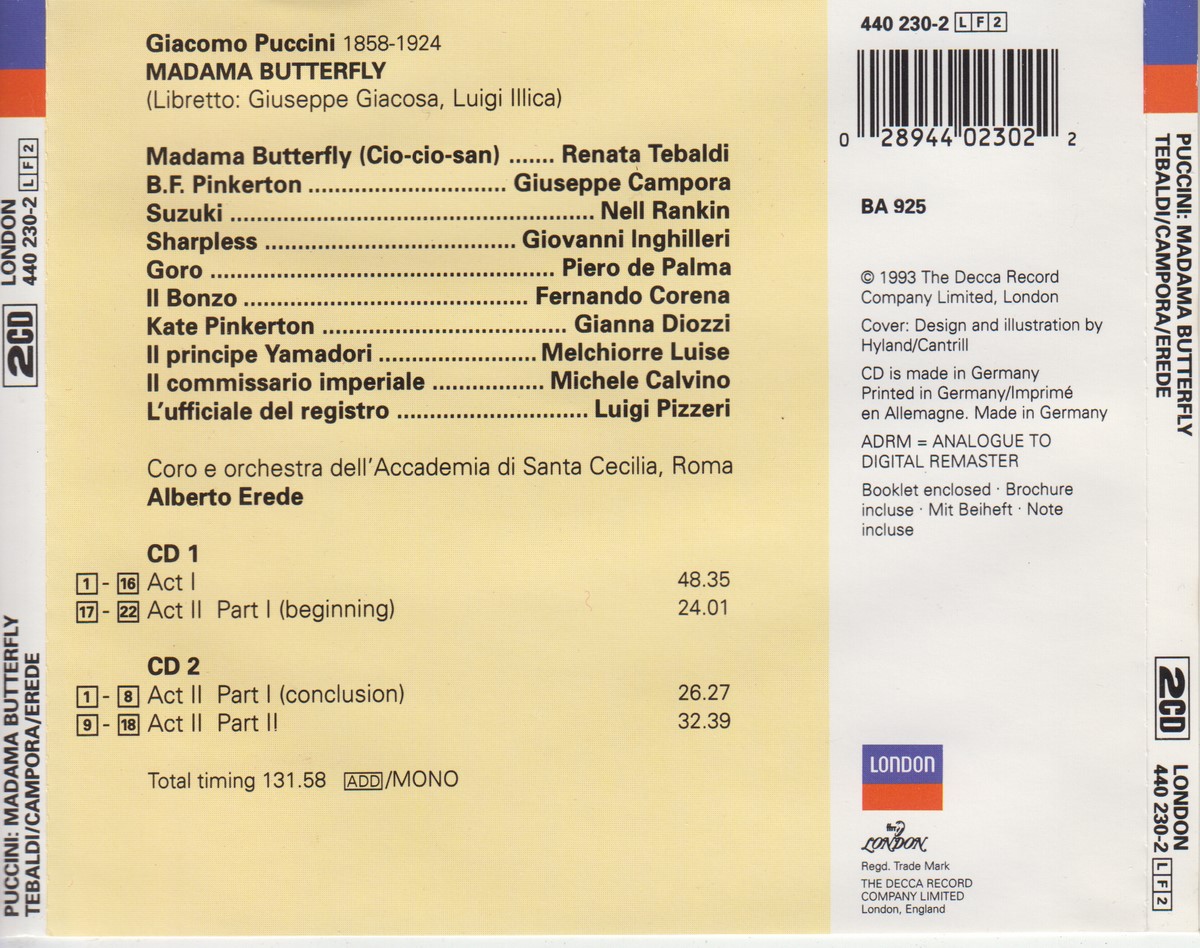 Giacomo Puccini 1858-1924
MADAMA BUTTERFLY
(Libretto: Giuseppe Giacosa, Luigi Illica)
Madama Butterfly (Cio-cio-san) ....... Renata Tebaldi
B.F. Pinkerton ................................ Giuseppe Campora
Suzuki .......................................................... Nell Rankin
Sharpless ........................................ Giovanni Inghilleri
Goro ....................................................... Piero de Palma
Il Bonzo ............................................. Fernando Corena
Kate Pinkerton ....................................... Gianna Diozzi
Il principe Yamadori ......................... Melchiorre Luise
Il commissario imperiale ................. Michele Calvino
L'ufficiale del registro .............................. Luigi Pizzeri
Coro e orchestra dell'Accademia di Santa Cecilia, Roma
Alberto Erede
CD 1
1 - 16 Act I 48.35
17 - 22 Act II Part I (beginning) 24.01
CD 2
1 - 8 Act II Part I (conclusion) 26.27
9 - 18 Act II Part II 32.39
Total timing 131.58 ADD/MONO
440 230-2 LF2
0 28944 02302 2
BA 925
© 1993 The Decca Record
Company Limited, London
Cover: Design and illustration by
Hyland/Cantrill
CD is made in Germany
Printed in Germany/Imprimé
en Allemagne. Made in Germany
ADRM = ANALOGUE TO
DIGITAL REMASTER
Booklet enclosed · Brochure
incluse · Mit Beiheft · Note
incluse
LONDON
ffrr
LONDON
Regd. Trade Mark
THE DECCA RECORD
COMPANY LIMITED
London, England
PUCCINI: MADAMA BUTTERFLY
TEBALDI/CAMPORA/EREDE
2CD
LONDON
440 230-2 LF2
PUCCINI: MADAMA BUTTERFLY
TEBALDI/CAMPORA/EREDE
2CD
LONDON
440 230-2 LF2